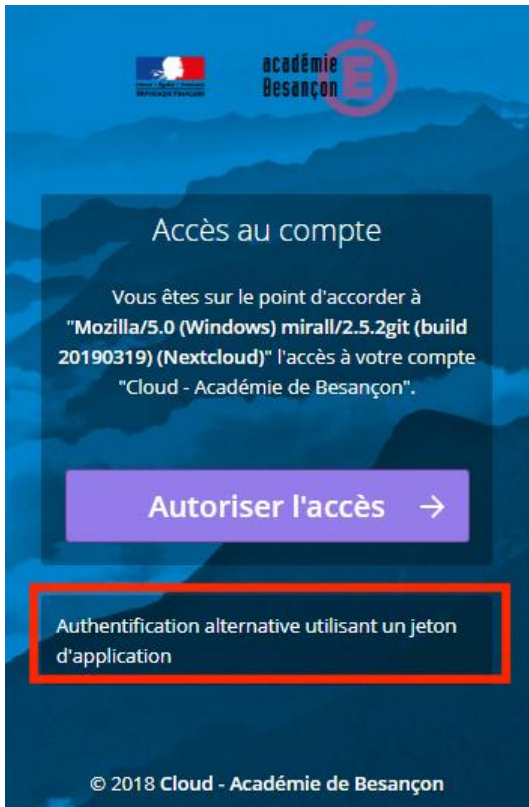 académie
Besançon
RÉPUBLIQUE FRANÇAISE
Accès au compte
Vous êtes sur le point d'accorder à
"Mozilla/5.0 (Windows) mirall/2.5.2git (build
20190319) (Nextcloud)" l'accès à votre compte
"Cloud - Académie de Besançon".
Autoriser l'accès →
Authentification alternative utilisant un jeton
d'application
© 2018 Cloud - Académie de Besançon